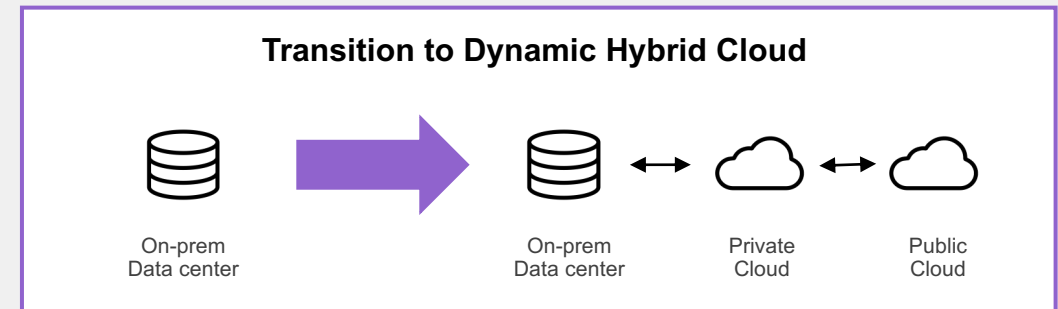 Transition to Dynamic Hybrid Cloud
On-prem
Data center
On-prem
Data center
Private
Cloud
Public
Cloud